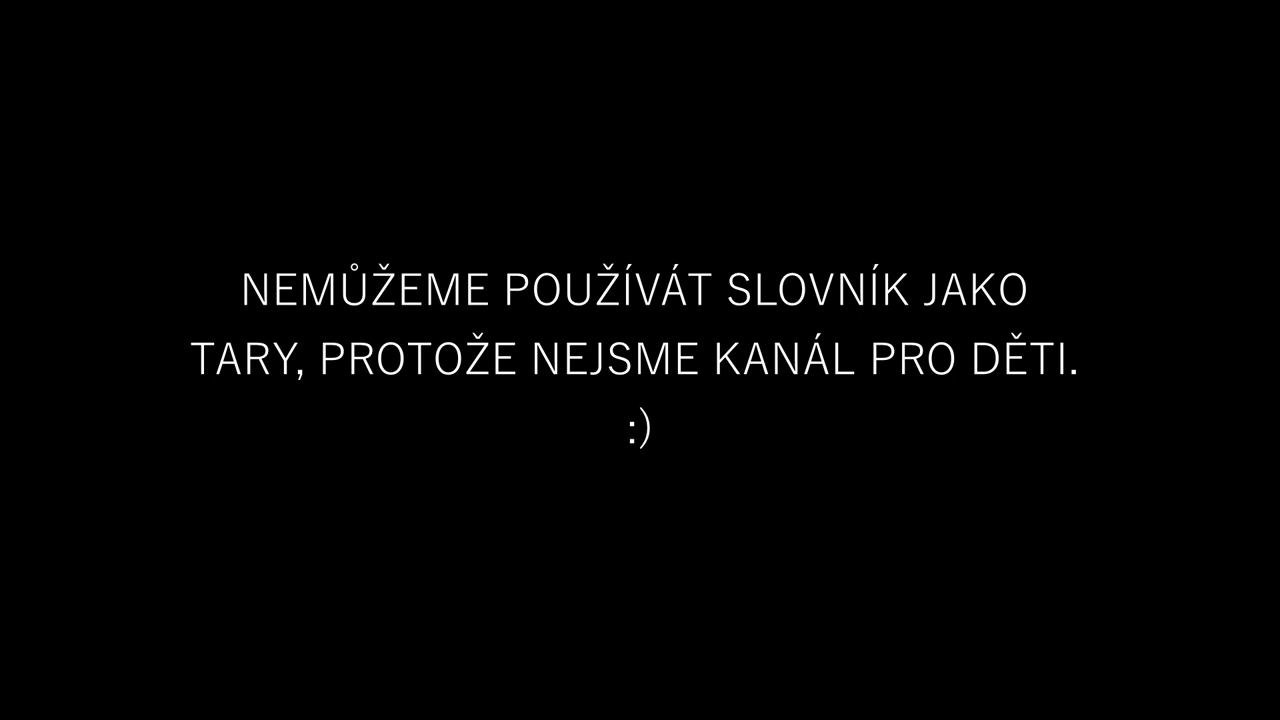 NEMŮŽEME POUŽÍVÁT SLOVNÍK JAKO
TARY, PROTOŽE NEJSME KANÁL PRO DĚTI.
:)